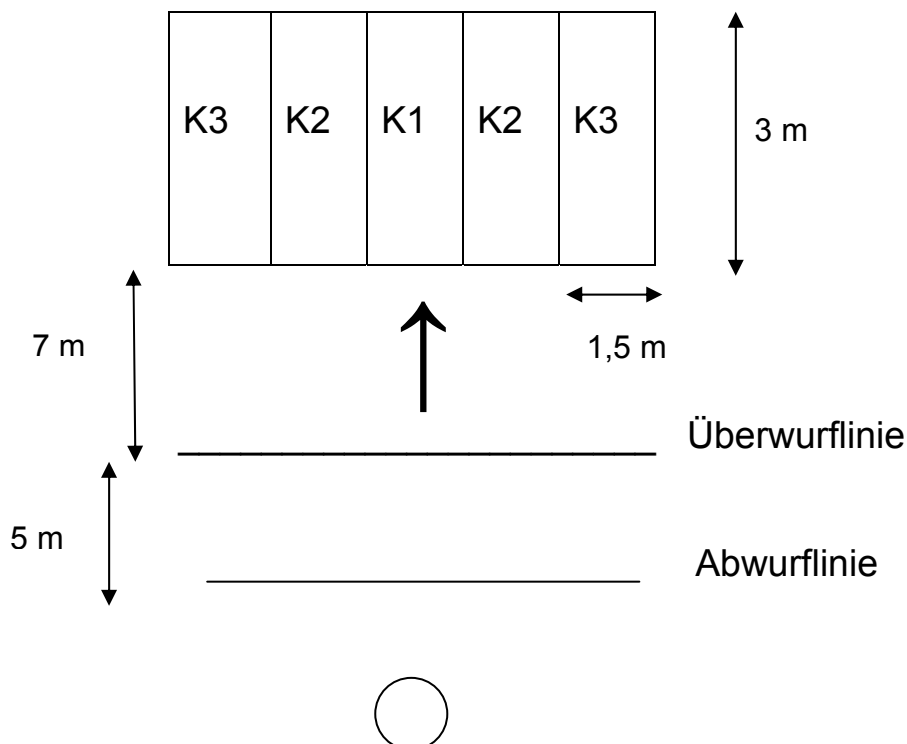 K3 K2 K1 K2 K3
3 m
7 m
1,5 m
Überwurflinie
5 m
Abwurflinie